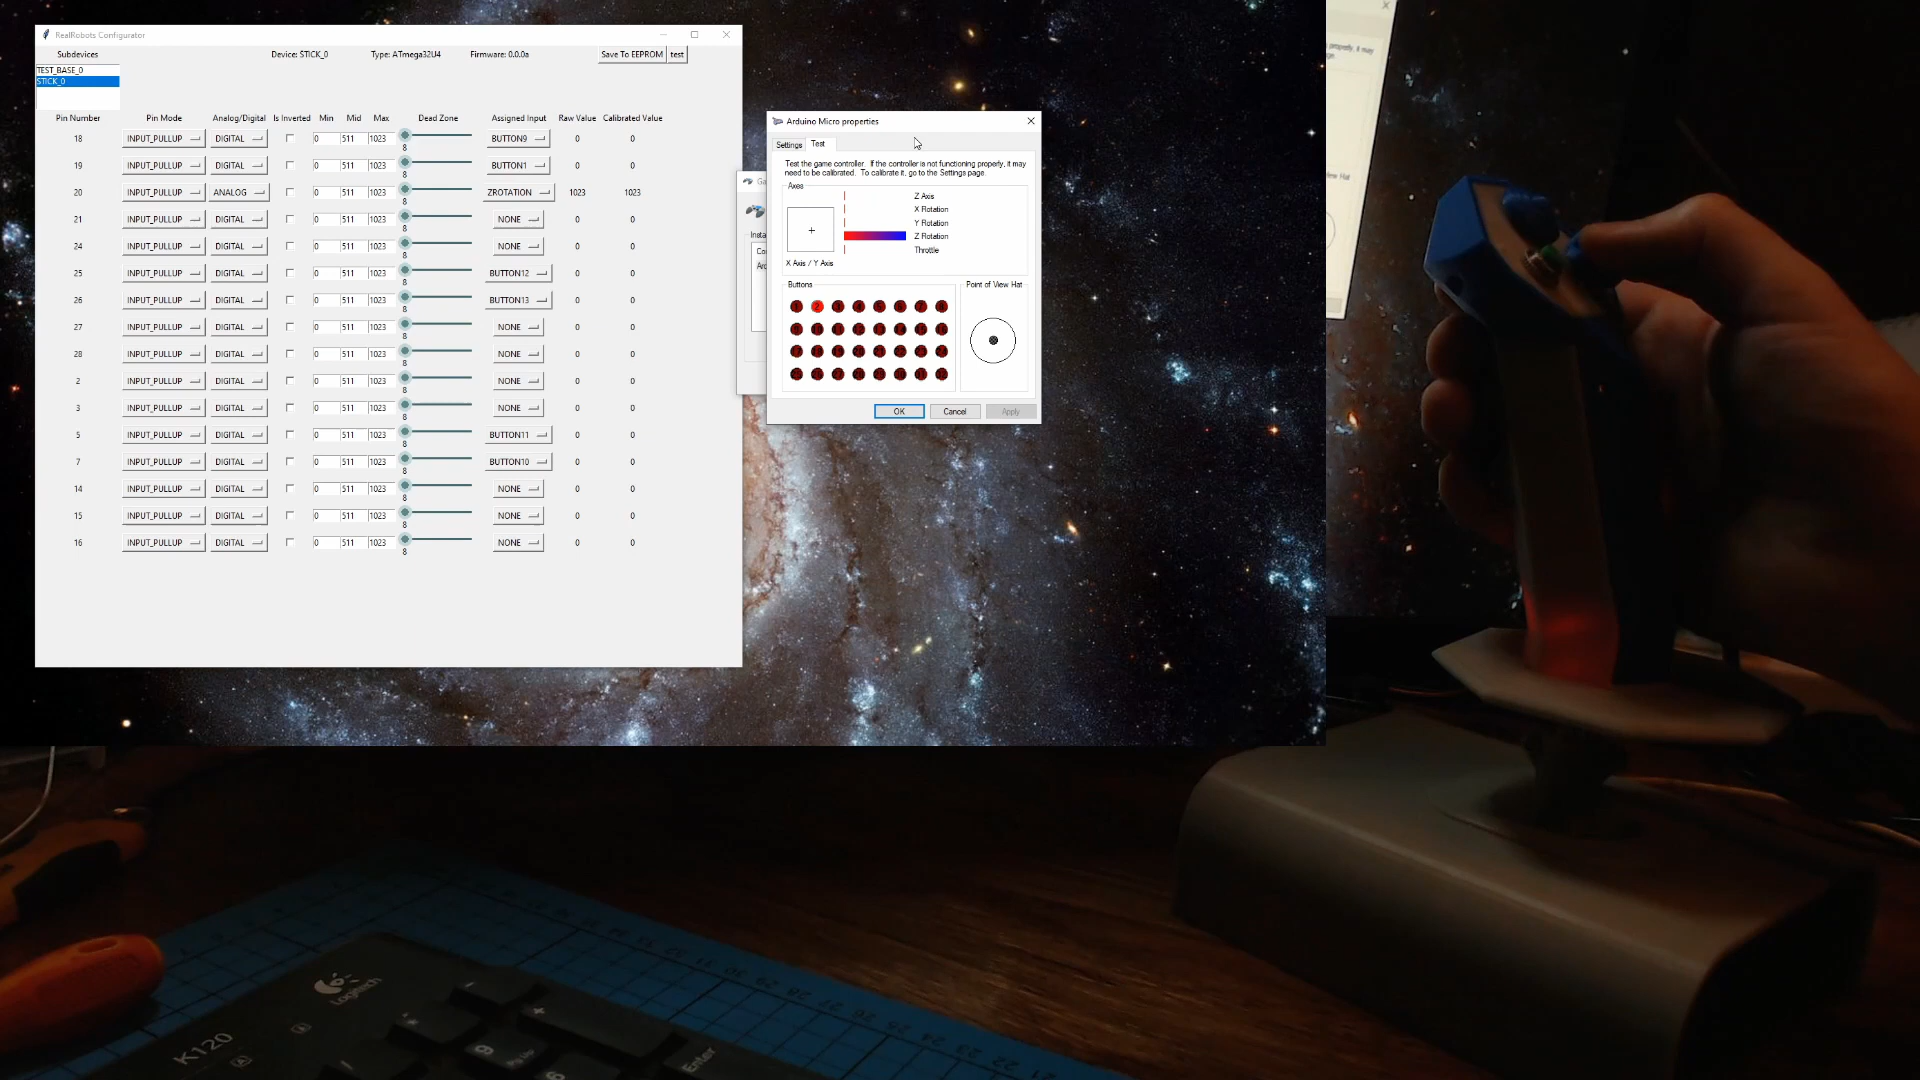 RealRobots Configurator
Subdevices Device: STICK_0 Type: ATmega32U4 Firmware: 0.0.0a Save To EEPROM test
TEST_BASE_0
STICK_0
Pin Number Pin Mode Analog/Digital Is Inverted Min Mid Max Dead Zone Assigned Input Raw Value Calibrated Value
18 INPUT_PULLUP DIGITAL 0 511 1023 8 BUTTON9 0 0
19 INPUT_PULLUP DIGITAL 0 511 1023 8 BUTTON1 0 0
20 INPUT_PULLUP ANALOG 0 511 1023 8 ZROTATION 1023 1023
21 INPUT_PULLUP DIGITAL 0 511 1023 8 NONE 0 0
24 INPUT_PULLUP DIGITAL 0 511 1023 8 NONE 0 0
25 INPUT_PULLUP DIGITAL 0 511 1023 8 BUTTON12 0 0
26 INPUT_PULLUP DIGITAL 0 511 1023 8 BUTTON13 0 0
27 INPUT_PULLUP DIGITAL 0 511 1023 8 NONE 0 0
28 INPUT_PULLUP DIGITAL 0 511 1023 8 NONE 0 0
2 INPUT_PULLUP DIGITAL 0 511 1023 8 NONE 0 0
3 INPUT_PULLUP DIGITAL 0 511 1023 8 NONE 0 0
5 INPUT_PULLUP DIGITAL 0 511 1023 8 BUTTON11 0 0
7 INPUT_PULLUP DIGITAL 0 511 1023 8 BUTTON10 0 0
14 INPUT_PULLUP DIGITAL 0 511 1023 8 NONE 0 0
15 INPUT_PULLUP DIGITAL 0 511 1023 8 NONE 0 0
16 INPUT_PULLUP DIGITAL 0 511 1023 8 NONE 0 0
Arduino Micro properties
Settings Test
Test the game controller. If the controller is not functioning properly, it may
need to be calibrated. To calibrate it, go to the Settings page.
Axes
Z Axis
X Rotation
Y Rotation
Z Rotation
Throttle
X Axis / Y Axis
Buttons
Point of View Hat
OK Cancel Apply
Logitech
K120
9
6
Enter